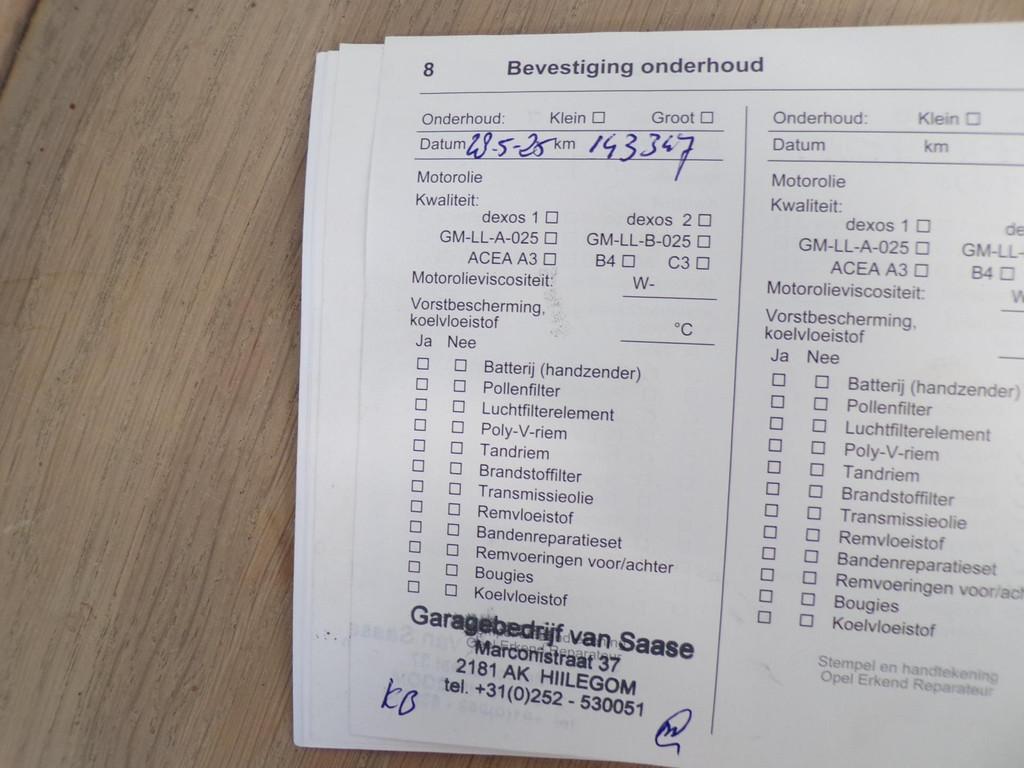 8 Bevestiging onderhoud
Onderhoud: Klein Groot
Datum 28-5-25 km 143347
Motorolie
Kwaliteit:
dexos 1 dexos 2
GM-LL-A-025 GM-LL-B-025
ACEA A3 B4 C3
Motorolieviscositeit: W-
Vorstbescherming,
koelvloeistof °C
Ja Nee
Batterij (handzender)
Pollenfilter
Luchtfilterelement
Poly-V-riem
Tandriem
Brandstoffilter
Transmissieolie
Remvloeistof
Bandenreparatieset
Remvoeringen voor/achter
Bougies
Koelvloeistof
Garagebedrijf van Saase
Marconistraat 37
2181 AK HIILEGOM
tel. +31(0)252 - 530051
KB
Onderhoud: Klein
Datum km
Motorolie
Kwaliteit:
dexos 1 de
GM-LL-A-025 GM-LL-
ACEA A3 B4
Motorolieviscositeit: W
Vorstbescherming,
koelvloeistof
Ja Nee
Batterij (handzender)
Pollenfilter
Luchtfilterelement
Poly-V-riem
Tandriem
Brandstoffilter
Transmissieolie
Remvloeistof
Bandenreparatieset
Remvoeringen voor/ach
Bougies
Koelvloeistof
Stempel en handtekening
Opel Erkend Reparateur